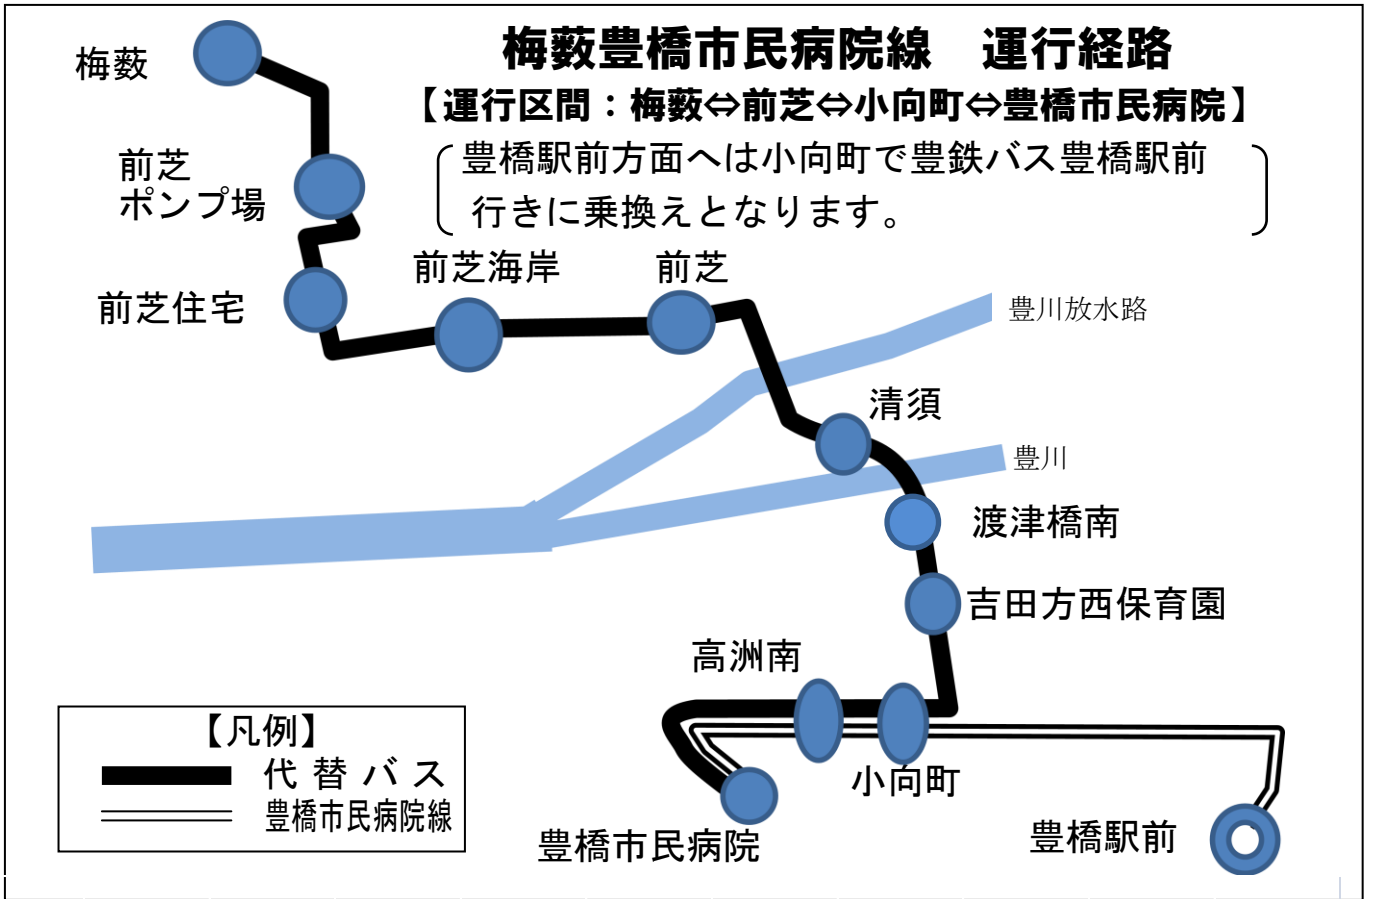 梅薮豊橋市民病院線　運行経路
【運行区間：梅薮⇔前芝⇔小向町⇔豊橋市民病院】
豊橋駅前方面へは小向町で豊鉄バス豊橋駅前
行きに乗換えとなります。
梅薮
前芝
ポンプ場
前芝住宅
前芝海岸
前芝
豊川放水路
清須
豊川
渡津橋南
吉田方西保育園
高洲南
小向町
豊橋市民病院
豊橋駅前
【凡例】
代替バス
豊橋市民病院線